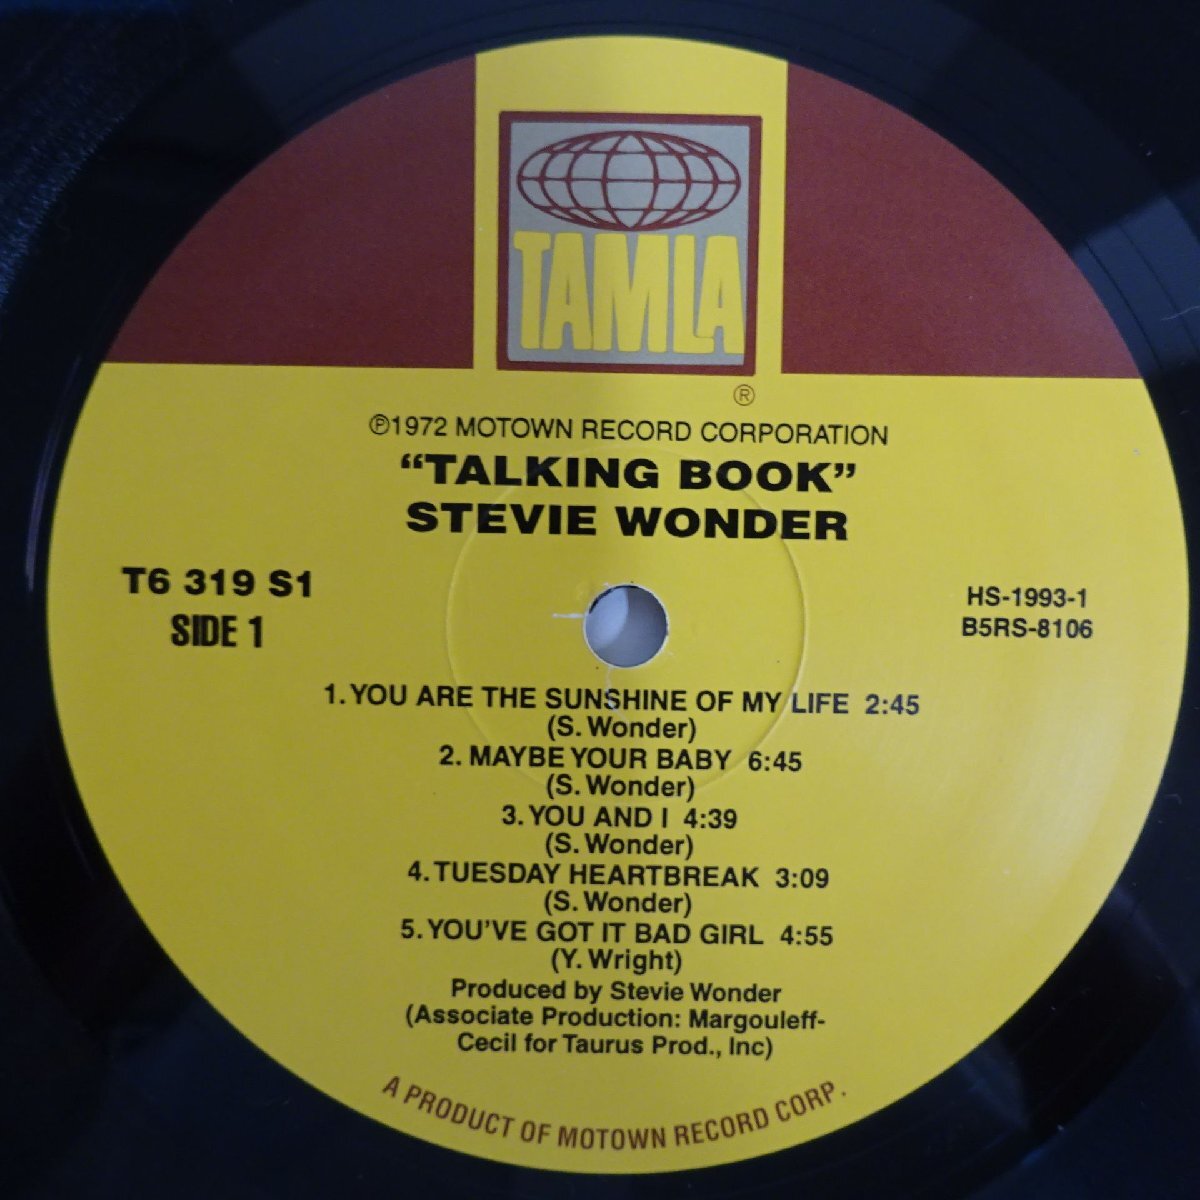 TAMLA
®
℗1972 MOTOWN RECORD CORPORATION
“TALKING BOOK”
STEVIE WONDER
T6 319 S1
SIDE 1
HS-1993-1
B5RS-8106
1. YOU ARE THE SUNSHINE OF MY LIFE 2:45
(S. Wonder)
2. MAYBE YOUR BABY 6:45
(S. Wonder)
3. YOU AND I 4:39
(S. Wonder)
4. TUESDAY HEARTBREAK 3:09
(S. Wonder)
5. YOU'VE GOT IT BAD GIRL 4:55
(Y. Wright)
Produced by Stevie Wonder
(Associate Production: Margouleff-
Cecil for Taurus Prod., Inc)
A PRODUCT OF MOTOWN RECORD CORP.